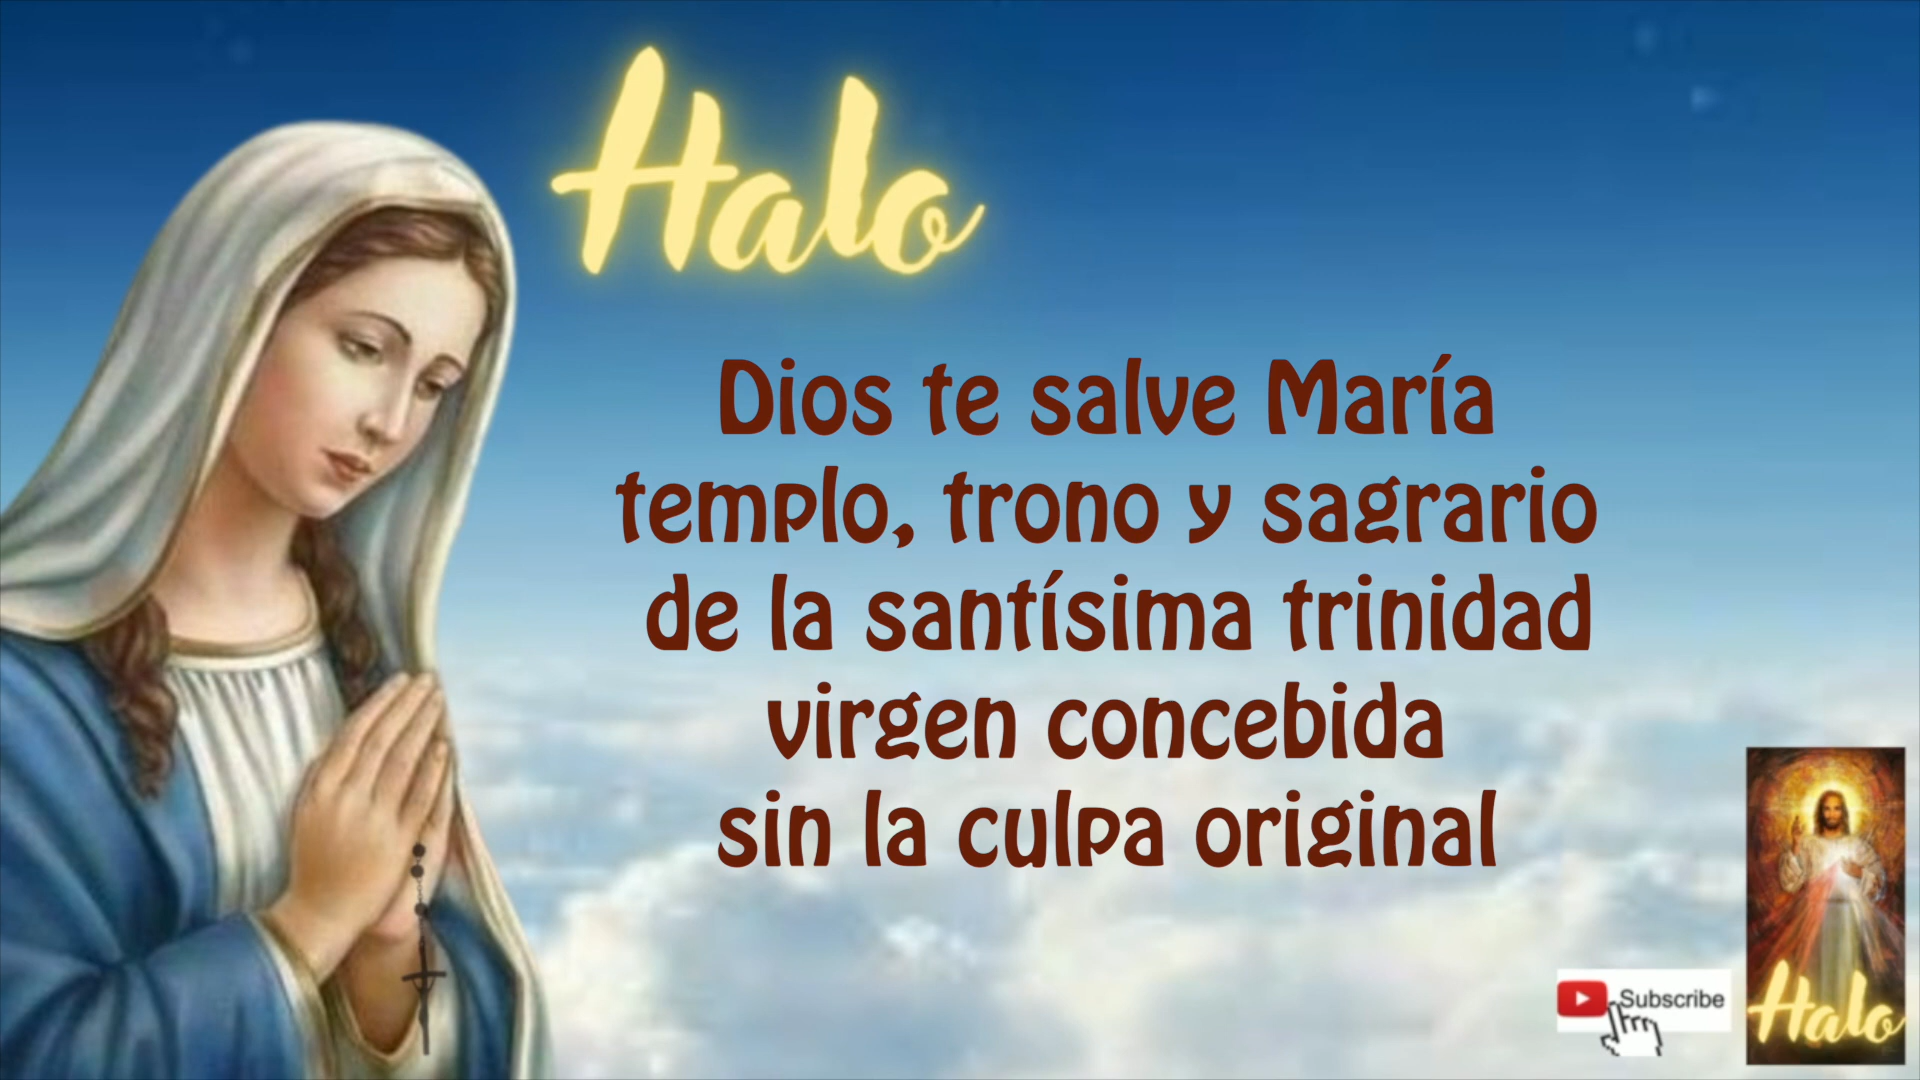 Halo
Dios te salve María
templo, trono y sagrario
de la santísima trinidad
virgen concebida
sin la culpa original
Subscribe
Halo